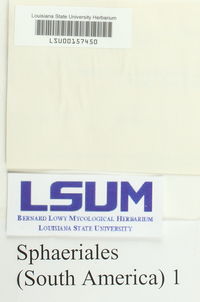 Louisiana State University Herbarium
LSU00157450
LSUM
BERNARD LOWY MYCOLOGICAL HERBARIUM
LOUISIANA STATE UNIVERSITY
Sphaeriales
(South America) 1